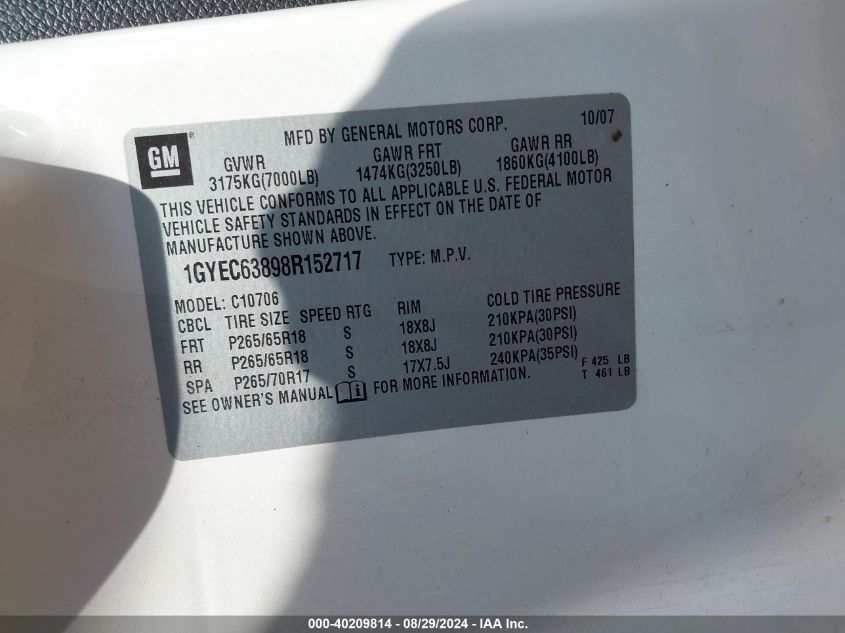 10/07
GM®
MFD BY GENERAL MOTORS CORP.
GVWR GAWR FRT GAWR RR
3175KG(7000LB) 1474KG(3250LB) 1860KG(4100LB)
THIS VEHICLE CONFORMS TO ALL APPLICABLE U.S. FEDERAL MOTOR
VEHICLE SAFETY STANDARDS IN EFFECT ON THE DATE OF
MANUFACTURE SHOWN ABOVE.
1GYEC63898R152717 TYPE: M.P.V.
MODEL: C10706
CBCL TIRE SIZE SPEED RTG RIM COLD TIRE PRESSURE
FRT P265/65R18 S 18X8J 210KPA(30PSI)
RR P265/65R18 S 18X8J 210KPA(30PSI)
SPA P265/70R17 S 17X7.5J 240KPA(35PSI) F 425 LB
T 461 LB
SEE OWNER'S MANUAL i FOR MORE INFORMATION.
000-40209814 - 08/29/2024 - IAA Inc.